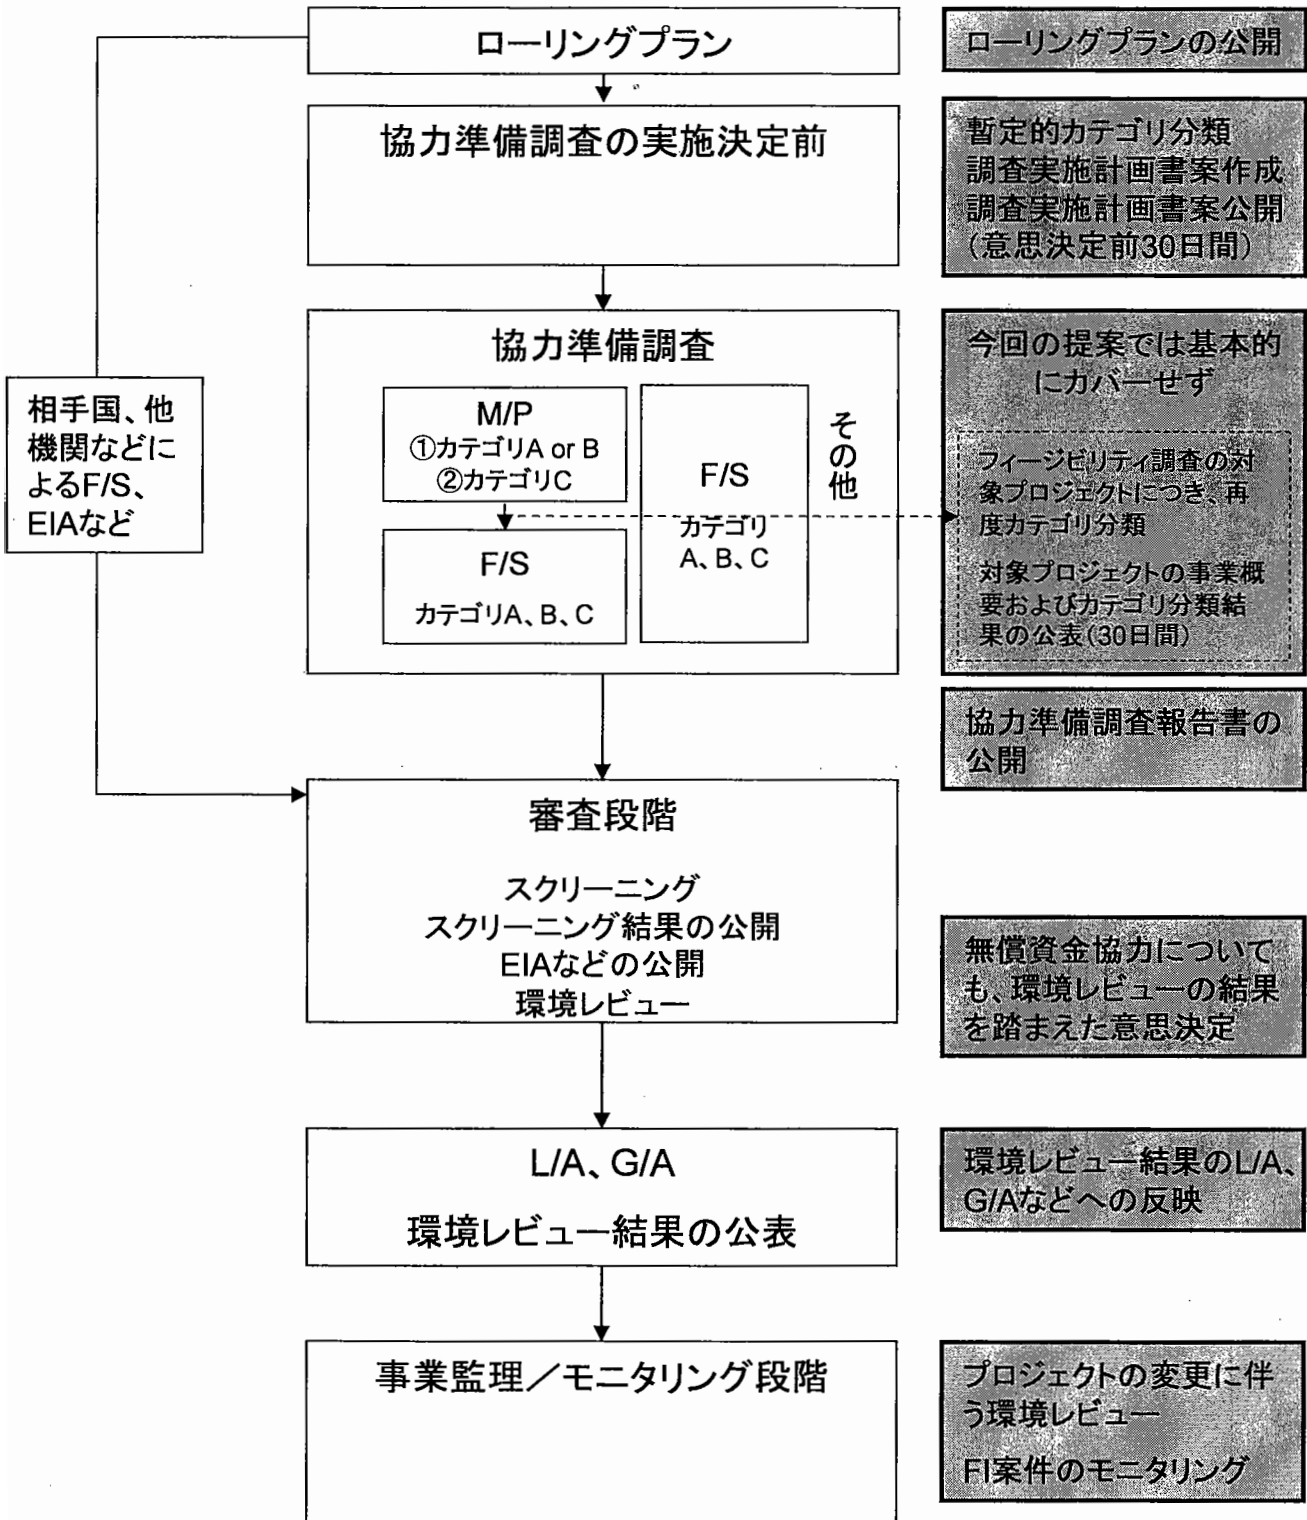 ローリングプラン
ローリングプランの公開
協力準備調査の実施決定前
暫定的カテゴリ分類
調査実施計画書案作成
調査実施計画書案公開
(意思決定前30日間)
協力準備調査
M/P
①カテゴリA or B
②カテゴリC
F/S
カテゴリA、B、C
F/S
カテゴリ
A、B、C
その他
今回の提案では基本的
にカバーせず
フィージビリティ調査の対
象プロジェクトにつき、再
度カテゴリ分類
対象プロジェクトの事業概
要およびカテゴリ分類結
果の公表(30日間)
相手国、他
機関などに
よるF/S、
EIAなど
協力準備調査報告書の
公開
審査段階
スクリーニング
スクリーニング結果の公開
EIAなどの公開
環境レビュー
無償資金協力について
も、環境レビューの結果
を踏まえた意思決定
L/A、G/A
環境レビュー結果の公表
環境レビュー結果のL/A、
G/Aなどへの反映
事業監理/モニタリング段階
プロジェクトの変更に伴
う環境レビュー
FI案件のモニタリング